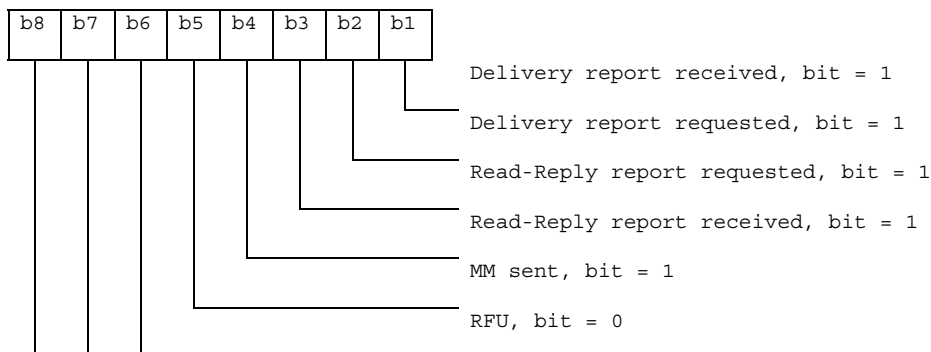 b8 b7 b6 b5 b4 b3 b2 b1
Delivery report received, bit = 1
Delivery report requested, bit = 1
Read-Reply report requested, bit = 1
Read-Reply report received, bit = 1
MM sent, bit = 1
RFU, bit = 0